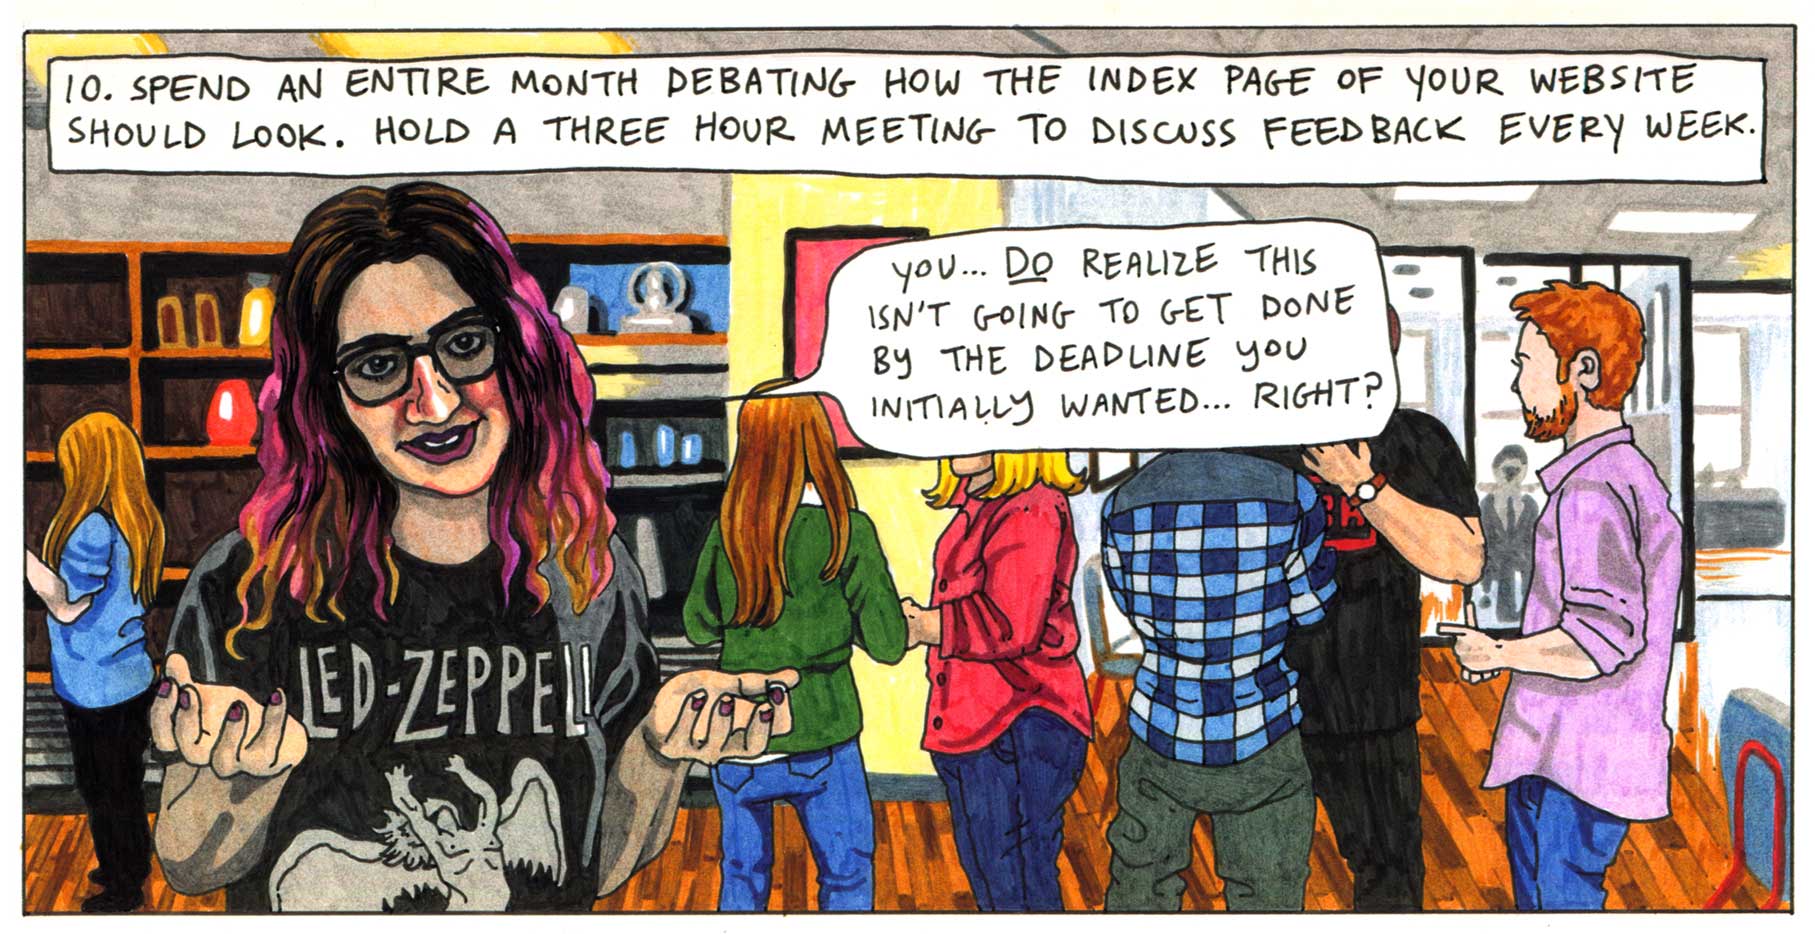 10. SPEND AN ENTIRE MONTH DEBATING HOW THE INDEX PAGE OF YOUR WEBSITE
SHOULD LOOK. HOLD A THREE HOUR MEETING TO DISCUSS FEEDBACK EVERY WEEK.
YOU... DO REALIZE THIS
ISN'T GOING TO GET DONE
BY THE DEADLINE YOU
INITIALLY WANTED... RIGHT?
LED-ZEPPELI